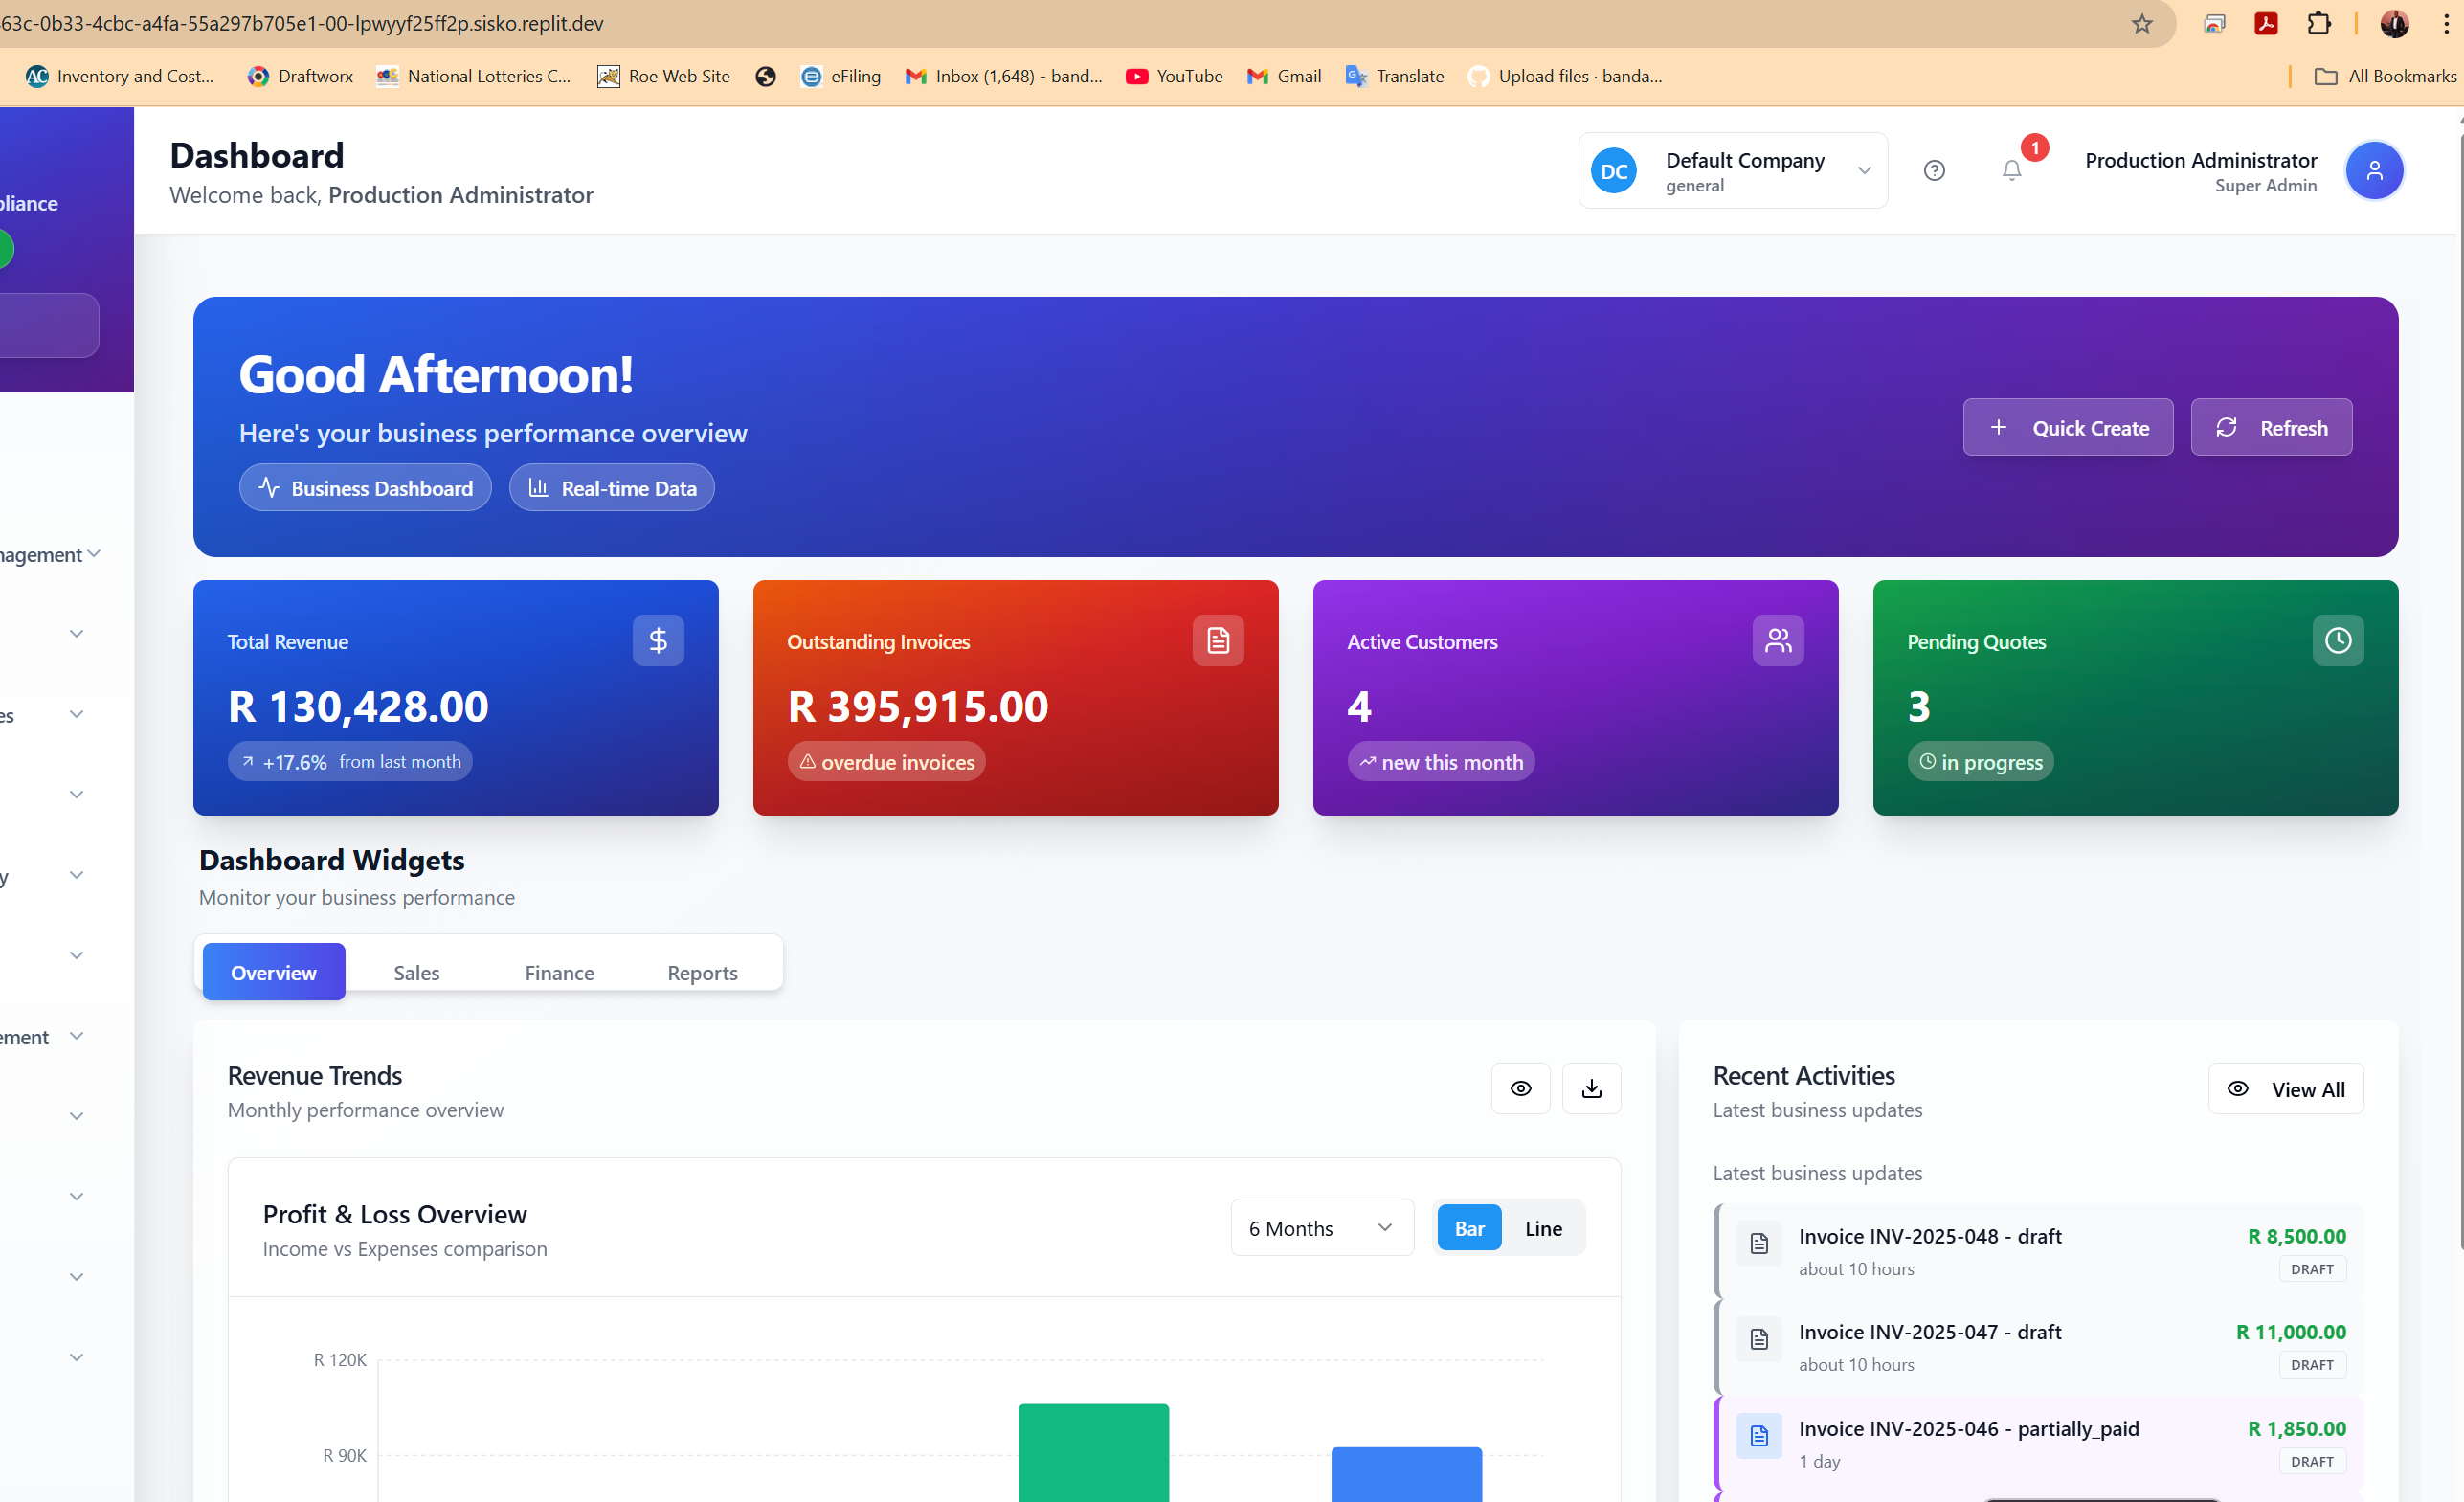 63c-0b33-4cbc-a4fa-55a297b705e1-00-lpwyyf25ff2p.sisko.replit.dev
Inventory and Cost... Draftworx National Lotteries C... Roe Web Site eFiling Inbox (1,648) - band... YouTube Gmail Translate Upload files · banda... All Bookmarks
pliance
nagement
es
y
ement
Dashboard
Welcome back, Production Administrator
DC
Default Company
general
1
Production Administrator
Super Admin
Good Afternoon!
Here's your business performance overview
Business Dashboard Real-time Data
Quick Create Refresh
Total Revenue
R 130,428.00
+17.6% from last month
Outstanding Invoices
R 395,915.00
overdue invoices
Active Customers
4
new this month
Pending Quotes
3
in progress
Dashboard Widgets
Monitor your business performance
Overview Sales Finance Reports
Revenue Trends
Monthly performance overview
Profit & Loss Overview
Income vs Expenses comparison
6 Months
Bar Line
R 120K
R 90K
Recent Activities
Latest business updates
View All
Latest business updates
Invoice INV-2025-048 - draft R 8,500.00
about 10 hours DRAFT
Invoice INV-2025-047 - draft R 11,000.00
about 10 hours DRAFT
Invoice INV-2025-046 - partially_paid R 1,850.00
1 day DRAFT